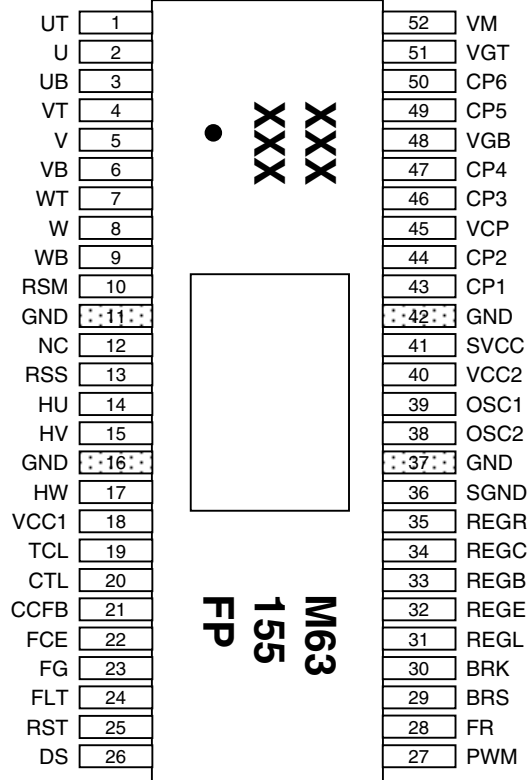 UT 1 52 VM
U 2 51 VGT
UB 3 50 CP6
VT 4 49 CP5
V 5 48 VGB
VB 6 47 CP4
WT 7 46 CP3
W 8 45 VCP
WB 9 44 CP2
RSM 10 43 CP1
GND 11 42 GND
NC 12 41 SVCC
RSS 13 40 VCC2
HU 14 39 OSC1
HV 15 38 OSC2
GND 16 37 GND
HW 17 36 SGND
VCC1 18 35 REGR
TCL 19 34 REGC
CTL 20 33 REGB
CCFB 21 32 REGE
FCE 22 31 REGL
FG 23 30 BRK
FLT 24 29 BRS
RST 25 28 FR
DS 26 27 PWM
XXX
XXX
M63
155
FP